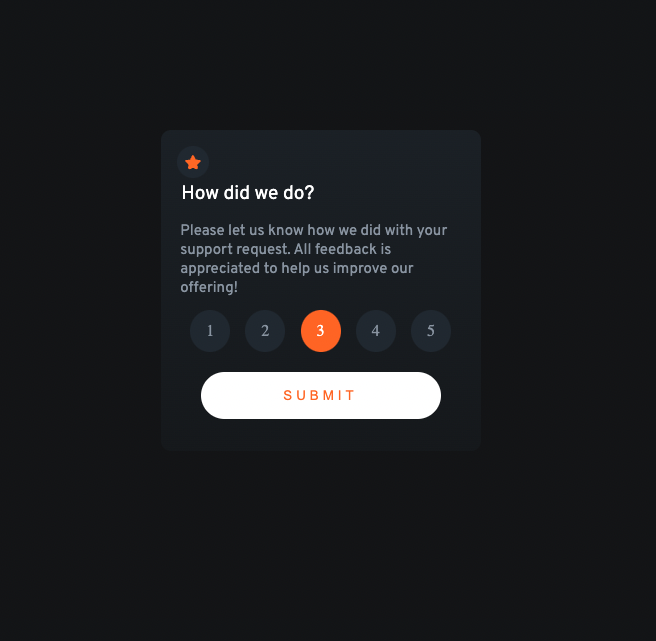 How did we do?
Please let us know how we did with your
support request. All feedback is
appreciated to help us improve our
offering!
1 2 3 4 5
SUBMIT